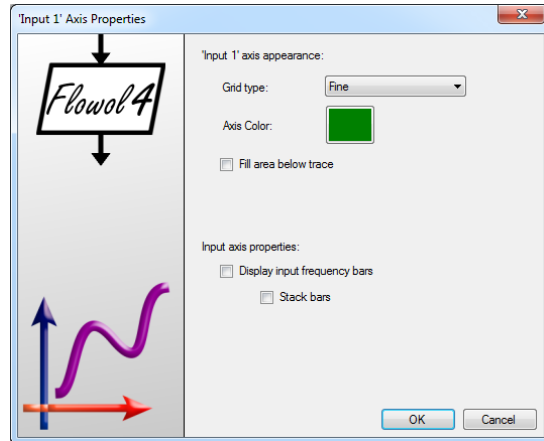 'Input 1' Axis Properties
Flowol 4
'Input 1' axis appearance:
Grid type: Fine
Axis Color:
Fill area below trace
Input axis properties:
Display input frequency bars
Stack bars
OK Cancel